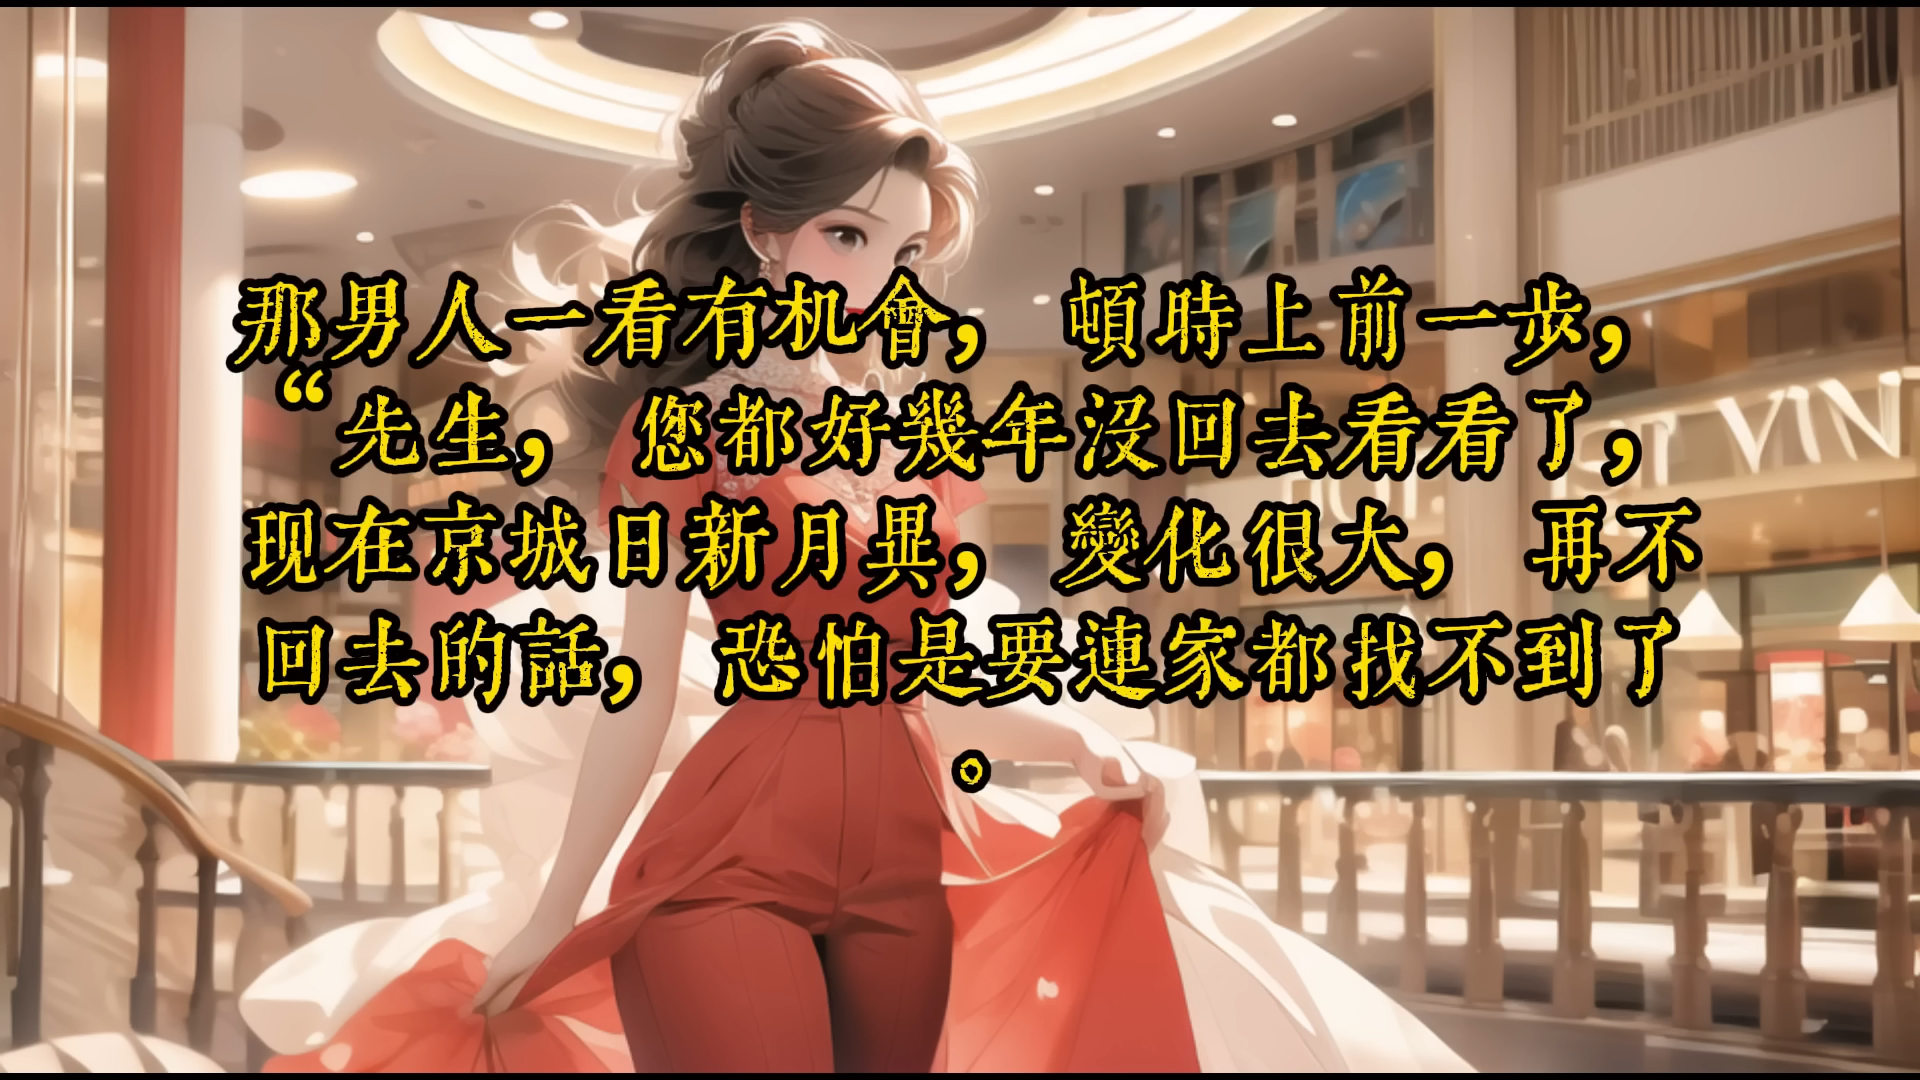 那男人一看有机會，頓時上前一步，
“先生，您都好幾年沒回去看看了，
现在京城日新月異，變化很大，再不
回去的話，恐怕是要連家都找不到了
。
VIN